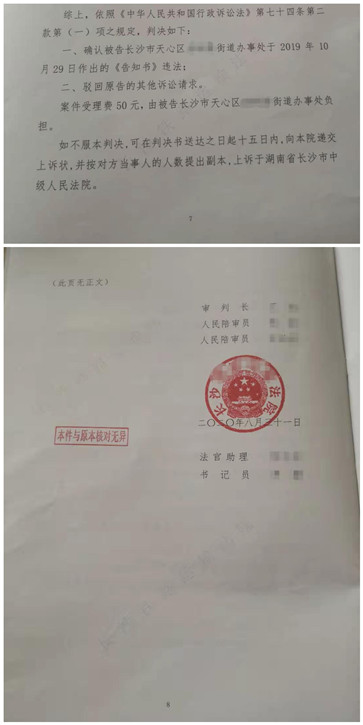 综上，依照《中华人民共和国行政诉讼法》第七十四条第二
款第（一）项之规定，判决如下：
一、确认被告长沙市天心区 街道办事处于 2019 年 10
月 29 日作出的《告知书》违法；
二、驳回原告的其他诉讼请求。
案件受理费 50 元，由被告长沙市天心区 街道办事处负
担。
如不服本判决，可在判决书送达之日起十五日内，向本院递交
上诉状，并按对方当事人的人数提出副本，上诉于湖南省长沙市中
级人民法院。
7
（此页无正文）
审 判 长
人民陪审员
人民陪审员
长沙 法院
二〇二〇年八月三十一日
本件与原本核对无异
法官助理
书 记 员
8